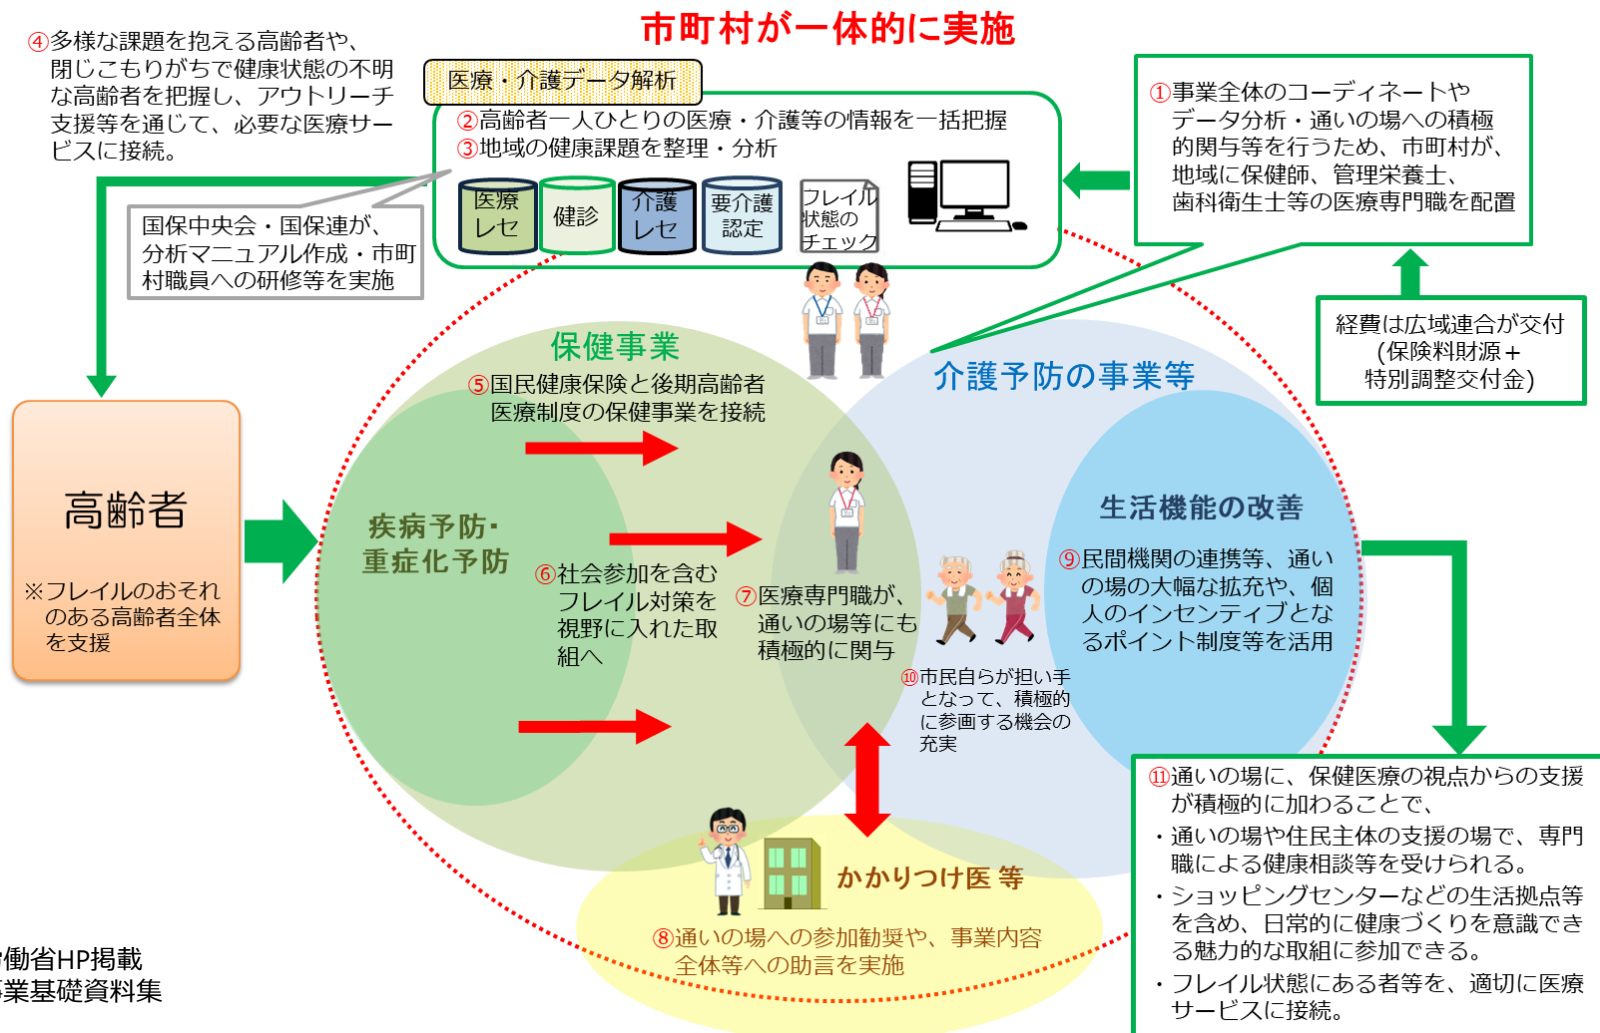 市町村が一体的に実施
④多様な課題を抱える高齢者や、
閉じこもりがちで健康状態の不明
な高齢者を把握し、アウトリーチ
支援等を通じて、必要な医療サー
ビスに接続。
医療・介護データ解析
②高齢者一人ひとりの医療・介護等の情報を一括把握
③地域の健康課題を整理・分析
医療
レセ
健診
介護
レセ
要介護
認定
フレイル
状態の
チェック
①事業全体のコーディネートや
データ分析・通いの場への積極
的関与等を行うため、市町村が、
地域に保健師、管理栄養士、
歯科衛生士等の医療専門職を配置
国保中央会・国保連が、
分析マニュアル作成・市町
村職員への研修等を実施
経費は広域連合が交付
(保険料財源＋
特別調整交付金)
保健事業
⑤国民健康保険と後期高齢者
医療制度の保健事業を接続
介護予防の事業等
高齢者
※フレイルのおそれ
のある高齢者全体
を支援
疾病予防・
重症化予防
⑥社会参加を含む
フレイル対策を
視野に入れた取
組へ
⑦医療専門職が、
通いの場等にも
積極的に関与
生活機能の改善
⑨民間機関の連携等、通い
の場の大幅な拡充や、個
人のインセンティブとな
るポイント制度等を活用
⑩市民自らが担い手
となって、積極的
に参画する機会の
充実
かかりつけ医 等
⑧通いの場への参加勧奨や、事業内容
全体等への助言を実施
⑪通いの場に、保健医療の視点からの支援
が積極的に加わることで、
・通いの場や住民主体の支援の場で、専門
職による健康相談等を受けられる。
・ショッピングセンターなどの生活拠点等
を含め、日常的に健康づくりを意識でき
る魅力的な取組に参加できる。
・フレイル状態にある者等を、適切に医療
サービスに接続。
働省HP掲載
業基礎資料集